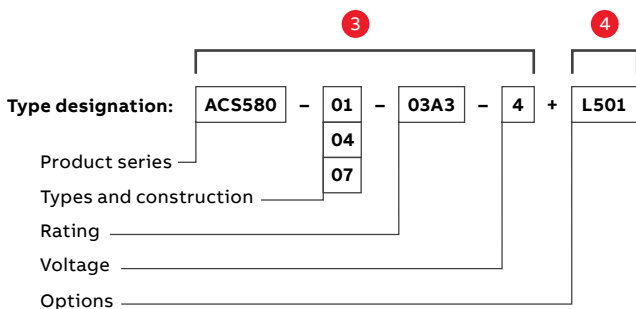 3 4
Type designation: ACS580 – 01 – 03A3 – 4 + L501
04
07
Product series
Types and construction
Rating
Voltage
Options